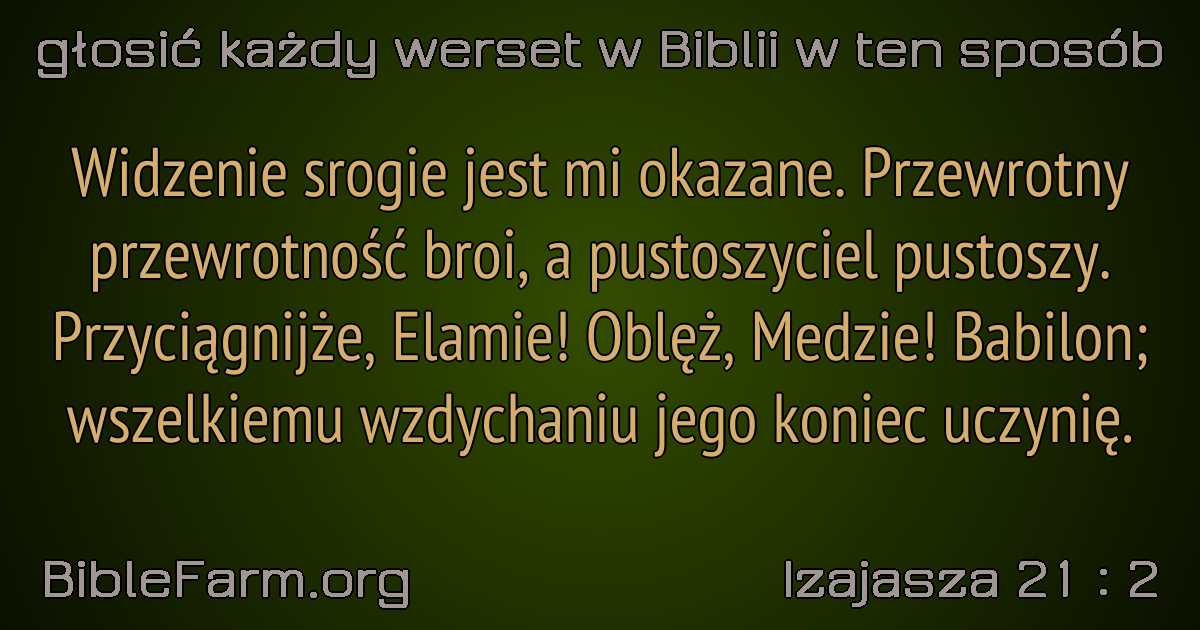 głosić każdy werset w Biblii w ten sposób
Widzenie srogie jest mi okazane. Przewrotny
przewrotność broi, a pustoszyciel pustoszy.
Przyciągnijże, Elamie! Oblęż, Medzie! Babilon;
wszelkiemu wzdychaniu jego koniec uczynię.
BibleFarm.org
Izajasza 21 : 2